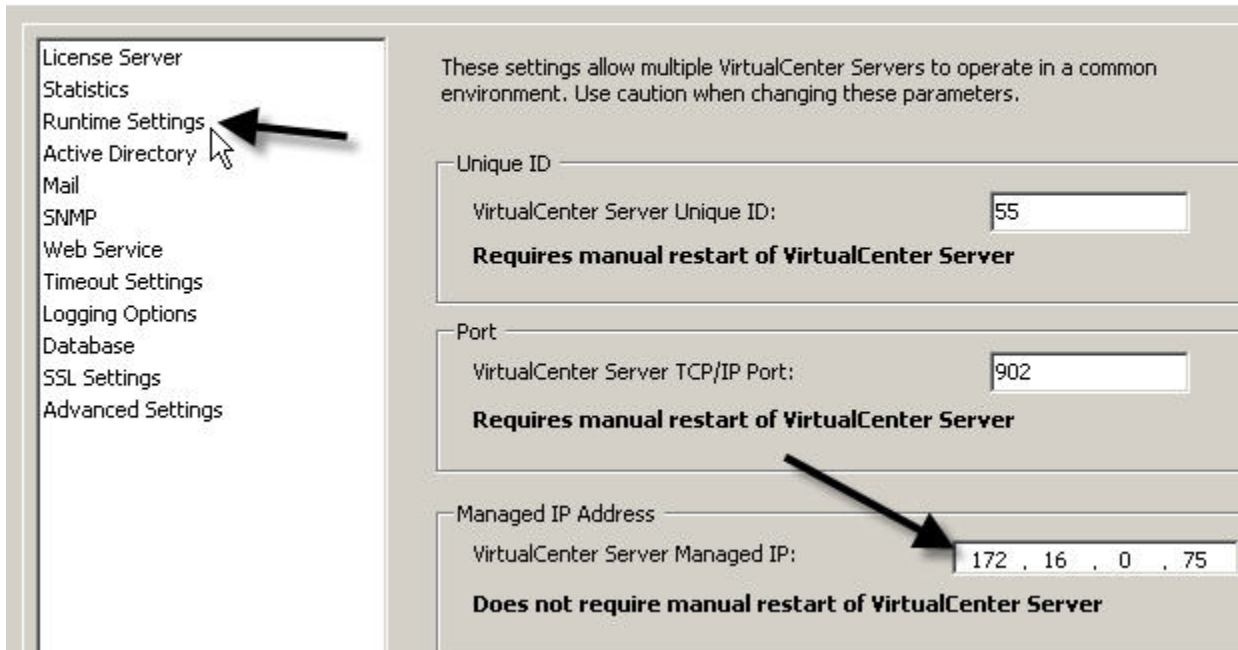 License Server
Statistics
Runtime Settings
Active Directory
Mail
SNMP
Web Service
Timeout Settings
Logging Options
Database
SSL Settings
Advanced Settings
These settings allow multiple VirtualCenter Servers to operate in a common
environment. Use caution when changing these parameters.
Unique ID
VirtualCenter Server Unique ID: 55
Requires manual restart of VirtualCenter Server
Port
VirtualCenter Server TCP/IP Port: 902
Requires manual restart of VirtualCenter Server
Managed IP Address
VirtualCenter Server Managed IP: 172 . 16 . 0 . 75
Does not require manual restart of VirtualCenter Server